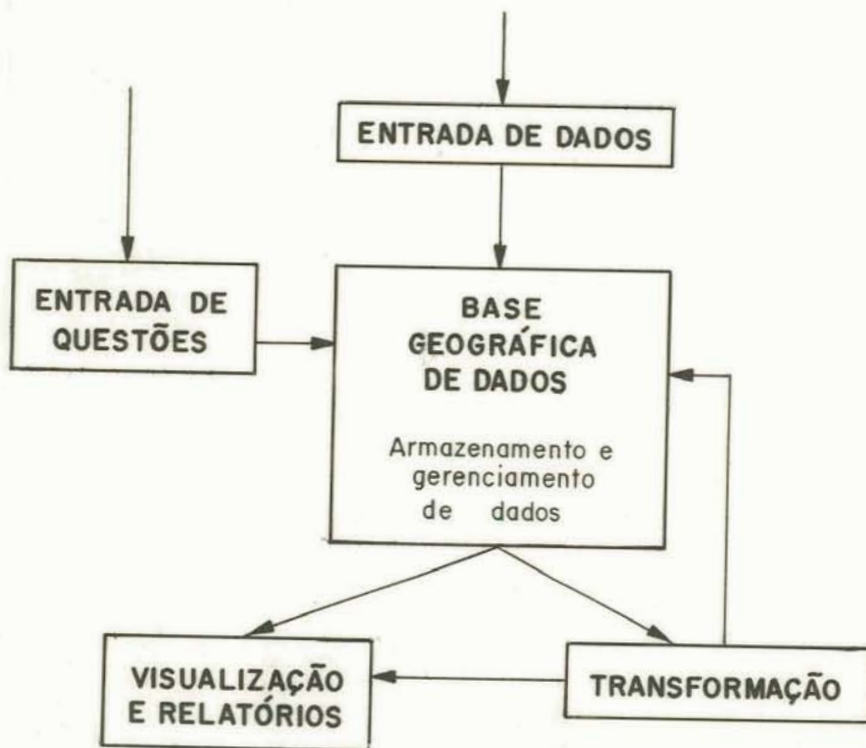 ENTRADA DE DADOS
ENTRADA DE
QUESTÕES
BASE
GEOGRÁFICA
DE DADOS
Armazenamento e
gerenciamento
de dados
VISUALIZAÇÃO
E RELATÓRIOS
TRANSFORMAÇÃO